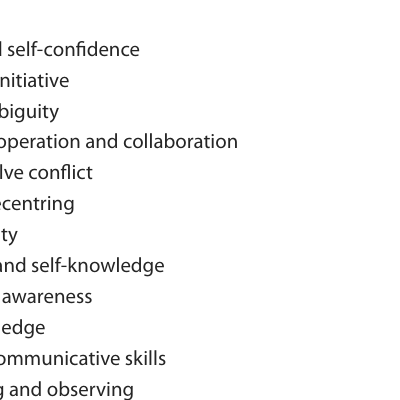 self-confidence
nitiative
biguity
operation and collaboration
lve conflict
ecentring
ty
and self-knowledge
awareness
edge
ommunicative skills
g and observing